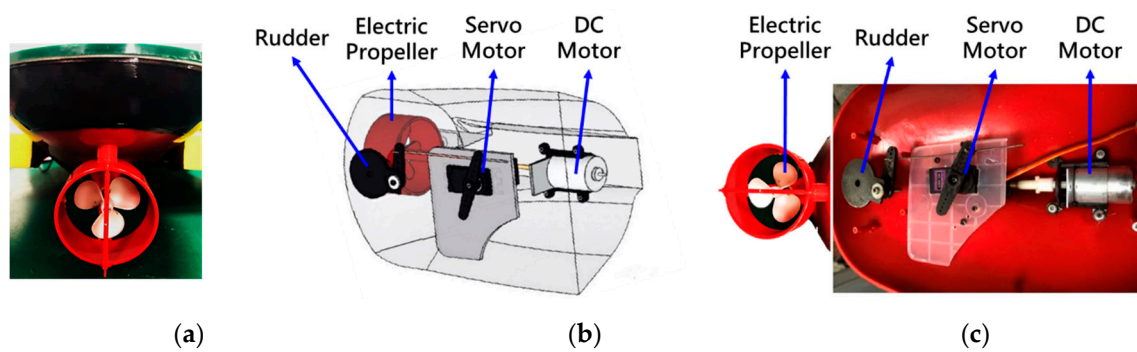 Rudder
Electric
Propeller
Servo
Motor
DC
Motor
Electric
Propeller
Rudder
Servo
Motor
DC
Motor
(a)
(b)
(c)